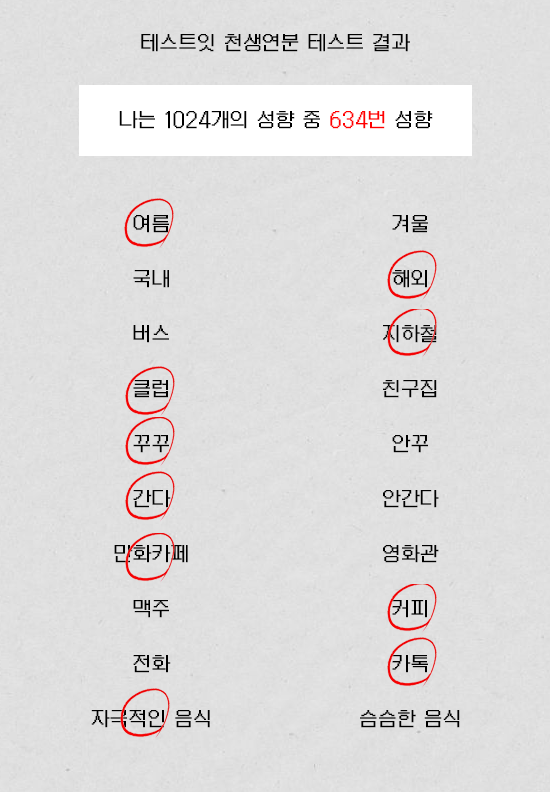 테스트잇 천생연분 테스트 결과
나는 1024개의 성향 중 634번 성향
여름 겨울
국내 해외
버스 지하철
클럽 친구집
꾸꾸 안꾸
간다 안간다
만화카페 영화관
맥주 커피
전화 카톡
자극적인 음식 슴슴한 음식